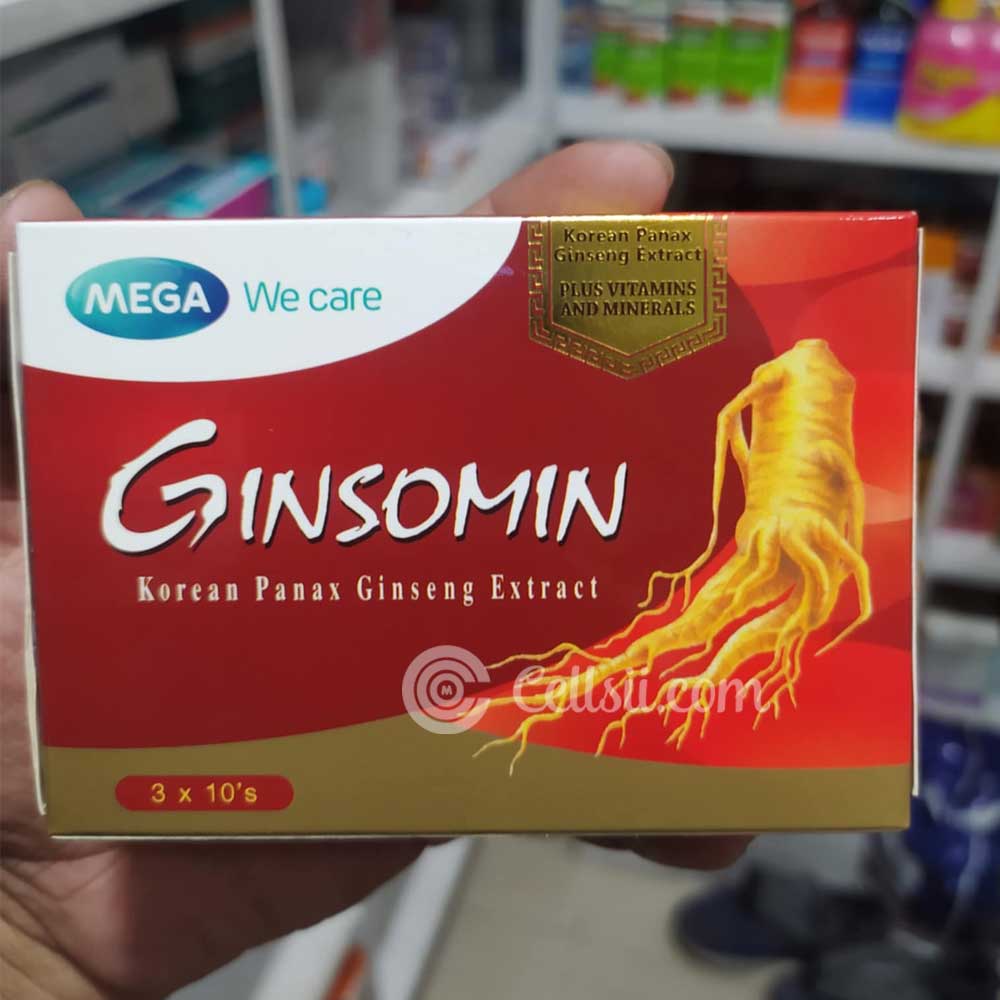 MEGA We care
Korean Panax
Ginseng Extract
PLUS VITAMINS
AND MINERALS
GINSOMIN
Korean Panax Ginseng Extract
Cellsii.com
3 x 10's